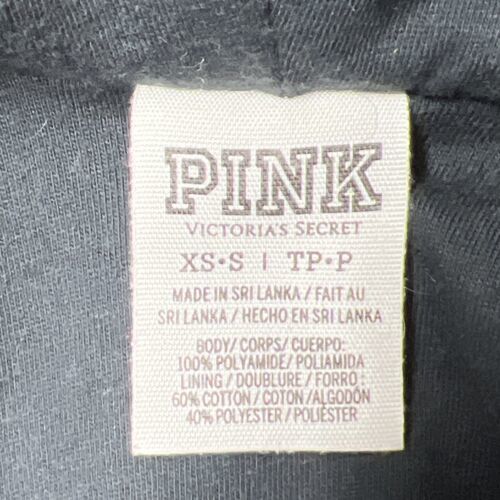 PINK
VICTORIA'S SECRET
XS•S | TP•P
MADE IN SRI LANKA / FAIT AU
SRI LANKA / HECHO EN SRI LANKA
BODY/ CORPS/ CUERPO:
100% POLYAMIDE/ POLIAMIDA
LINING / DOUBLURE / FORRO :
60% COTTON / COTON /ALGODÓN
40% POLYESTER / POLIÉSTER